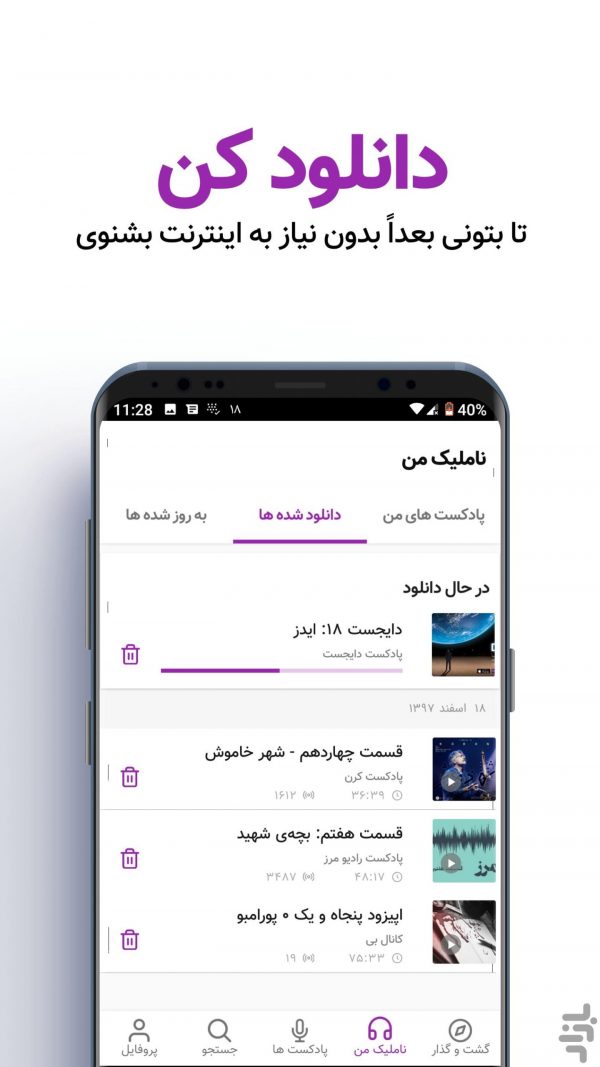 دانلود کن
تا بتونی بعداً بدون نیاز به اینترنت بشنوی
11:28 ۱۸ 40%
ناملیک من
پادکست های من دانلود شده ها به روز شده ها
در حال دانلود
دایجست ۱۸: ایدز
پادکست دایجست
۱۸ اسفند ۱۳۹۷
قسمت چهاردهم - شهر خاموش
پادکست کرن
۳۶:۳۹ ۱۶۱۲
قسمت هفتم: بچه‌ی شهید
پادکست رادیو مرز
۴۸:۱۷ ۳۴۸۷
مرز
اپیزود پنجاه و یک ۰ پورامبو
کانال بی
۷۵:۳۳ ۱۹
گشت و گذار ناملیک من پادکست ها جستجو پروفایل
بازار